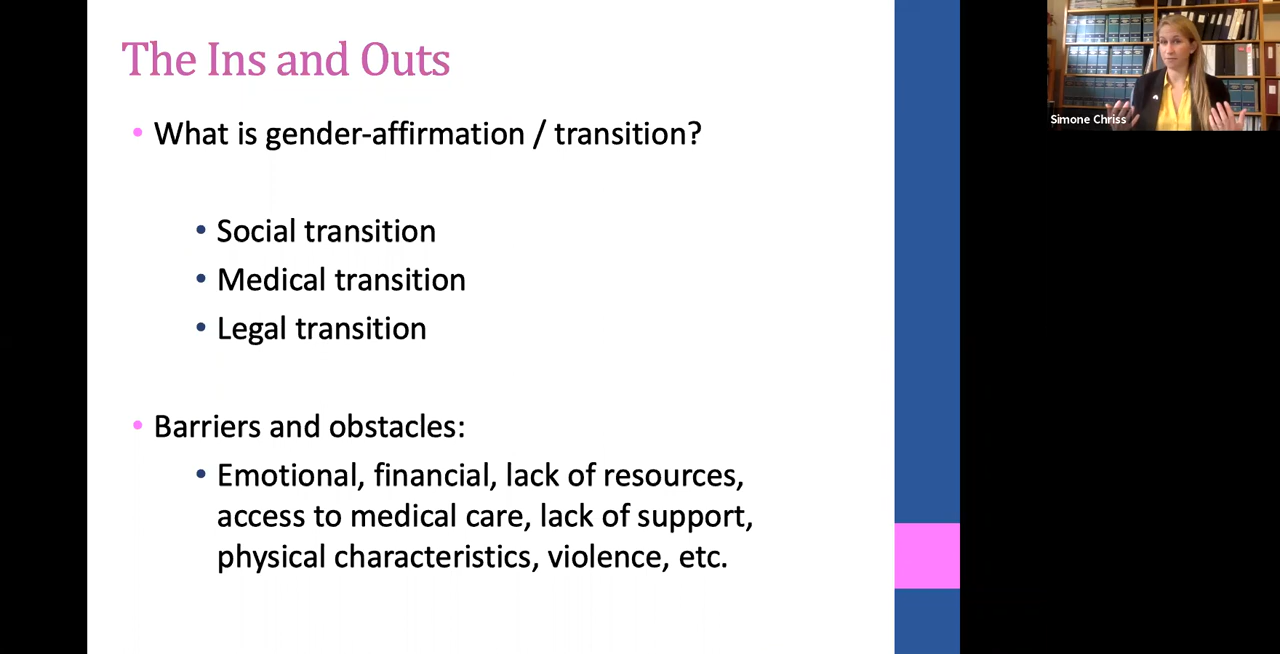 The Ins and Outs
• What is gender-affirmation / transition?
• Social transition
• Medical transition
• Legal transition
• Barriers and obstacles:
• Emotional, financial, lack of resources,
access to medical care, lack of support,
physical characteristics, violence, etc.
Simone Chriss